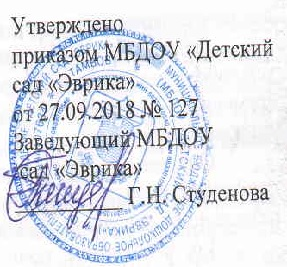 Утверждено
приказом МБДОУ «Детский
сад «Эврика»
от 27.09.2018 № 127
Заведующий МБДОУ
сад «Эврика»
Г.Н. Студенова